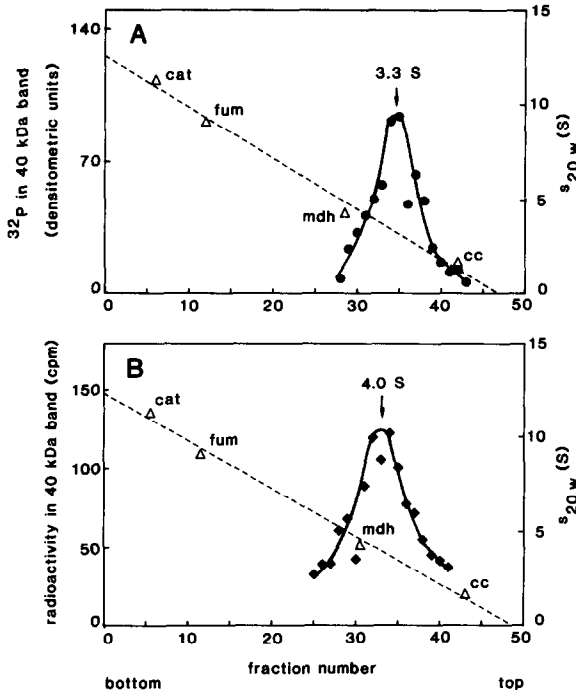 A
140
70
0
15
10
5
0
cat
fum
mdh
cc
3.3 S
32P in 40 kDa band
(densitometric units)
s20,w (S)
0 10 20 30 40 50
B
150
100
50
0
15
10
5
0
cat
fum
mdh
cc
4.0 S
radioactivity in 40 kDa band (cpm)
s20,w (S)
0 10 20 30 40 50
bottom fraction number top